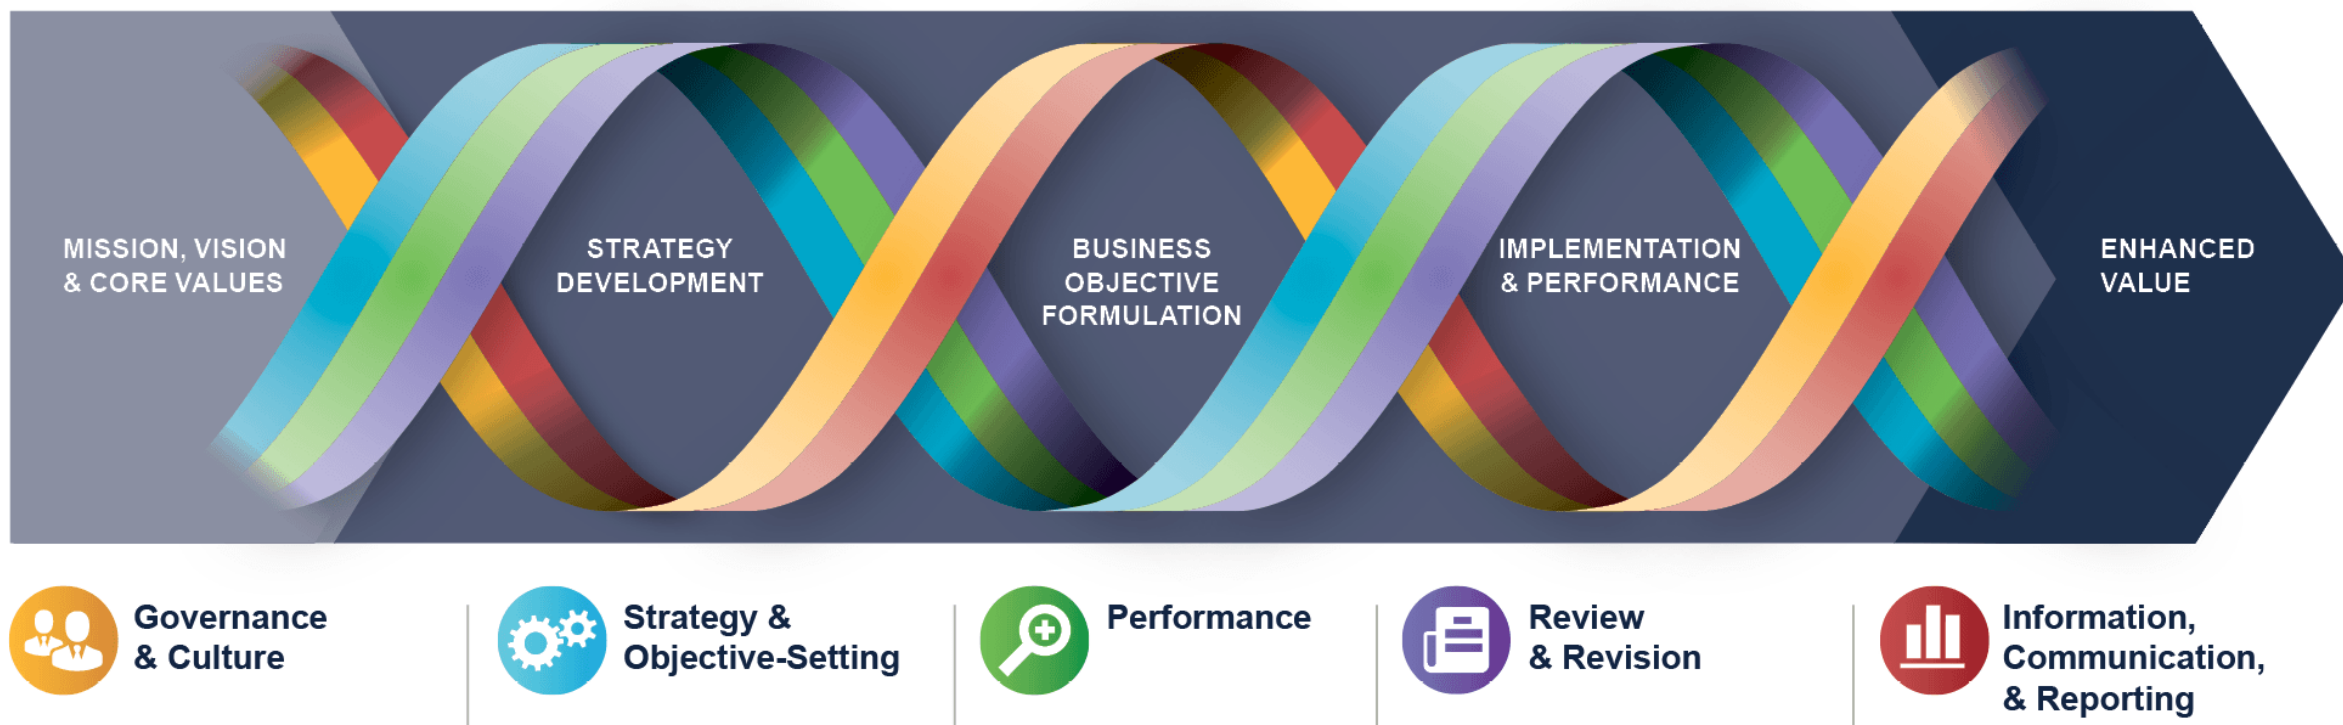 MISSION, VISION
& CORE VALUES
STRATEGY
DEVELOPMENT
BUSINESS
OBJECTIVE
FORMULATION
IMPLEMENTATION
& PERFORMANCE
ENHANCED
VALUE
Governance
& Culture
Strategy &
Objective-Setting
Performance
Review
& Revision
Information,
Communication,
& Reporting